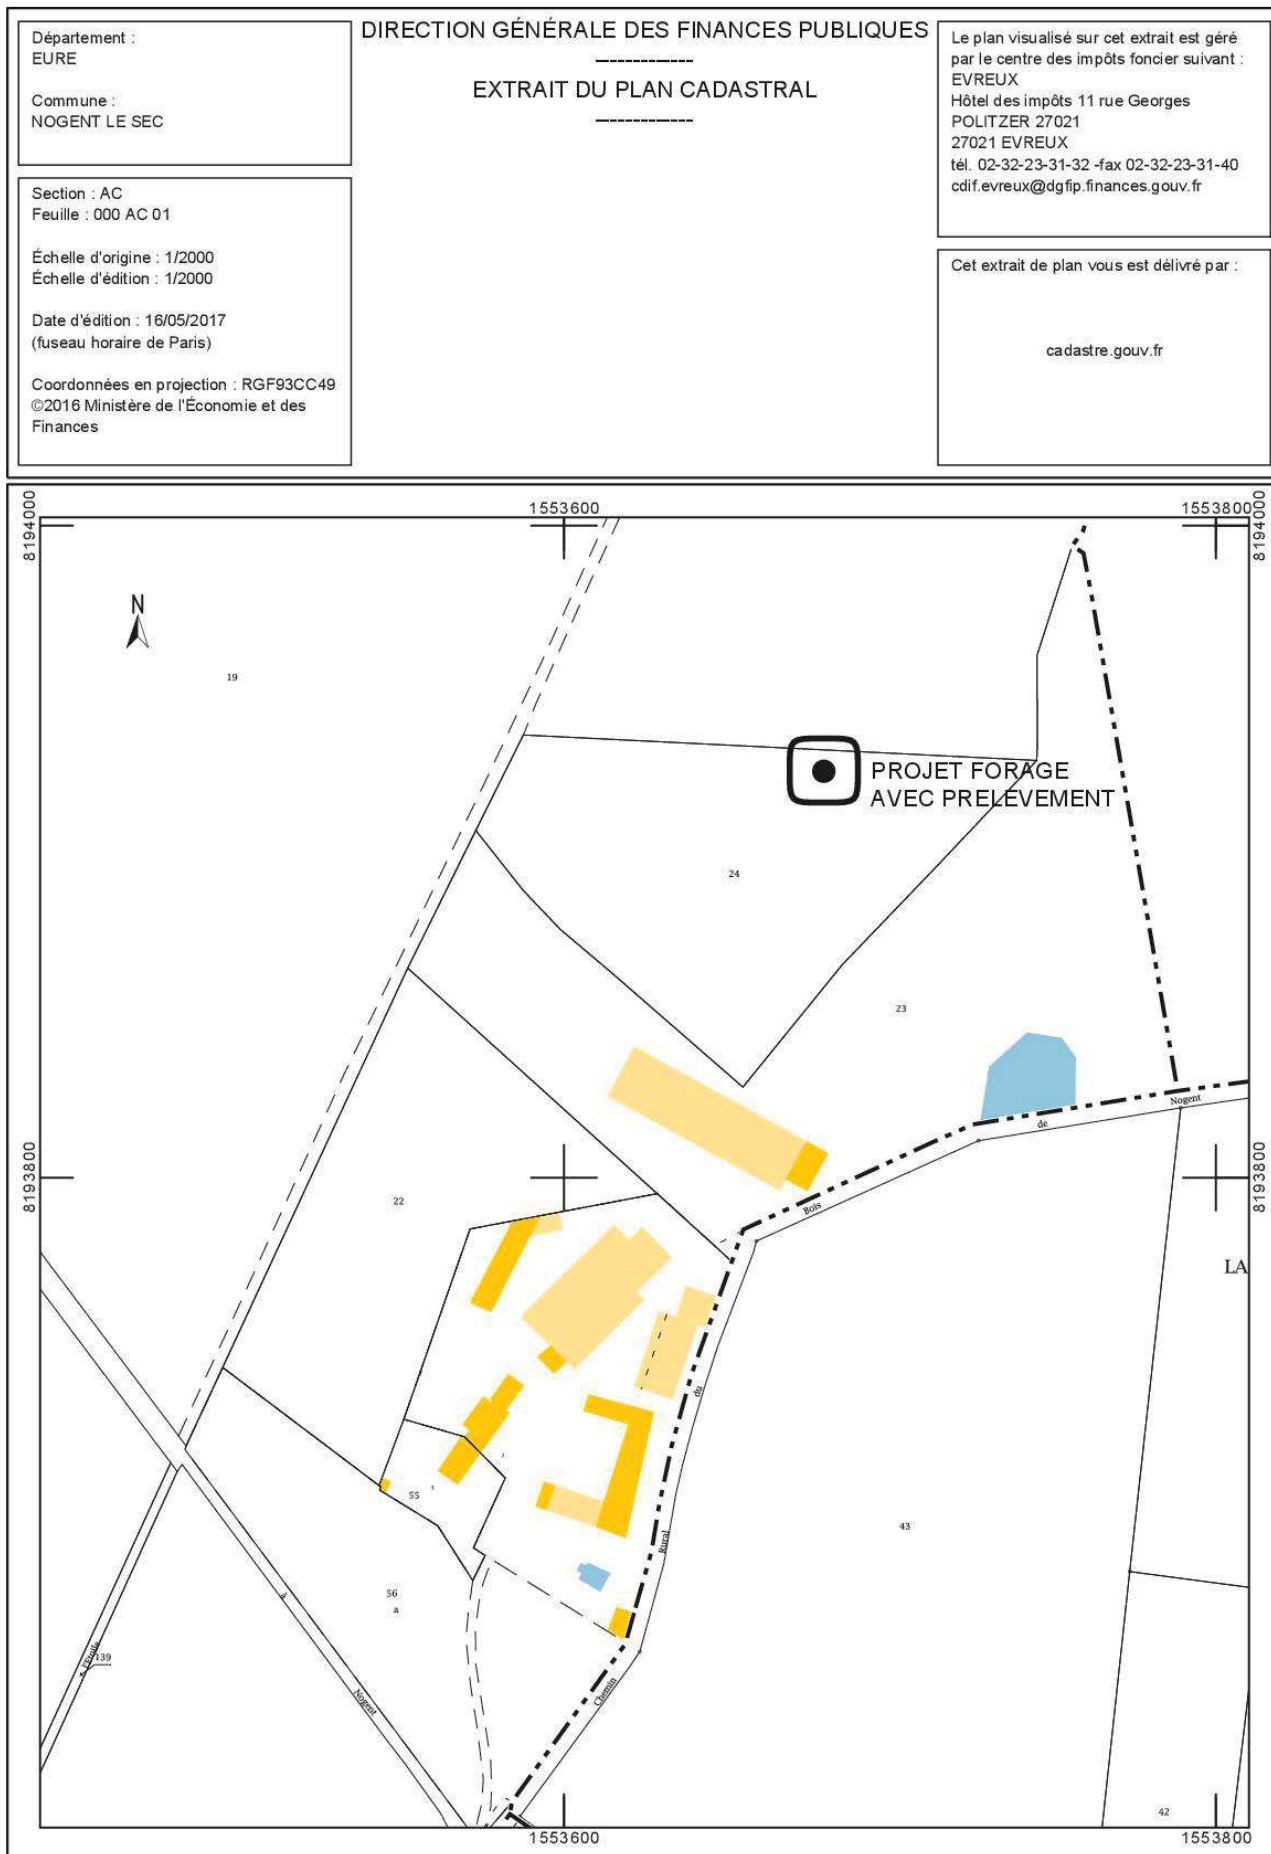 Département :
EURE
Commune :
NOGENT LE SEC
Section : AC
Feuille : 000 AC 01
Échelle d'origine : 1/2000
Échelle d'édition : 1/2000
Date d'édition : 16/05/2017
(fuseau horaire de Paris)
Coordonnées en projection : RGF93CC49
©2016 Ministère de l'Économie et des
Finances
DIRECTION GÉNÉRALE DES FINANCES PUBLIQUES
-------------
EXTRAIT DU PLAN CADASTRAL
-------------
Le plan visualisé sur cet extrait est géré
par le centre des impôts foncier suivant :
EVREUX
Hôtel des impôts 11 rue Georges
POLITZER 27021
27021 EVREUX
tél. 02-32-23-31-32 -fax 02-32-23-31-40
cdif.evreux@dgfip.finances.gouv.fr
Cet extrait de plan vous est délivré par :
cadastre.gouv.fr
1553600
1553800
8194000
8194000
N
19
PROJET FORAGE
AVEC PRELEVEMENT
24
23
Nogent
de
Bois
8193800
8193800
22
LA
du
55
43
Rural
56
a
à
l'Etoile
139
Nogent
Chemin
42
1553600
1553800